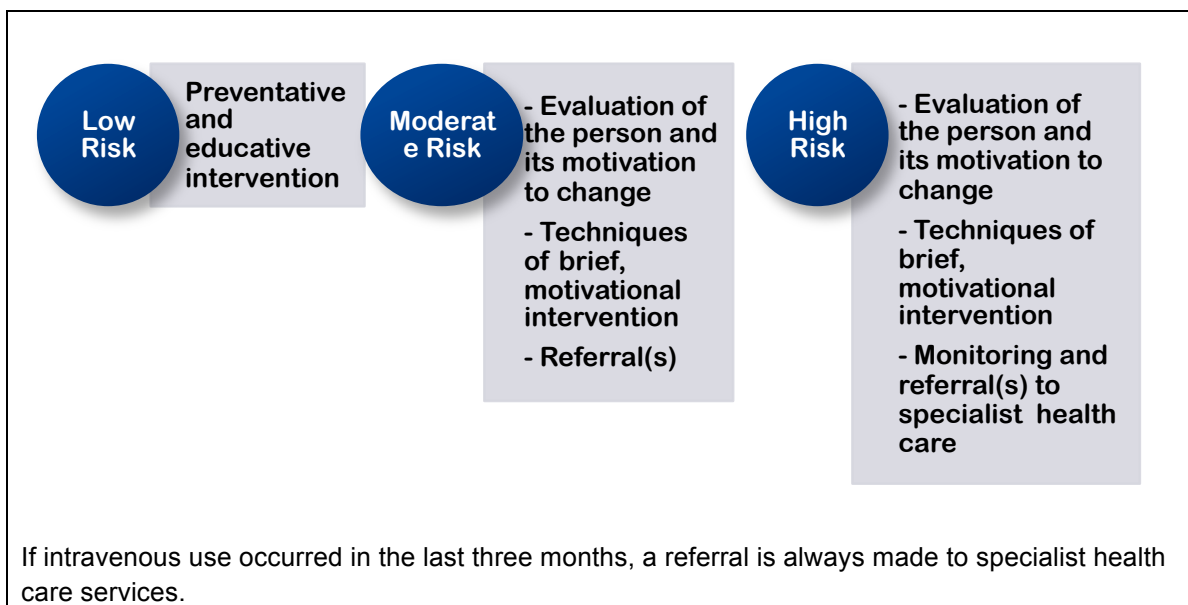 Low
Risk
Preventative
and
educative
intervention
Moderat
e Risk
- Evaluation of
the person and
its motivation
to change
- Techniques
of brief,
motivational
intervention
- Referral(s)
High
Risk
- Evaluation of
the person and
its motivation to
change
- Techniques of
brief,
motivational
intervention
- Monitoring and
referral(s) to
specialist health
care
If intravenous use occurred in the last three months, a referral is always made to specialist health
care services.